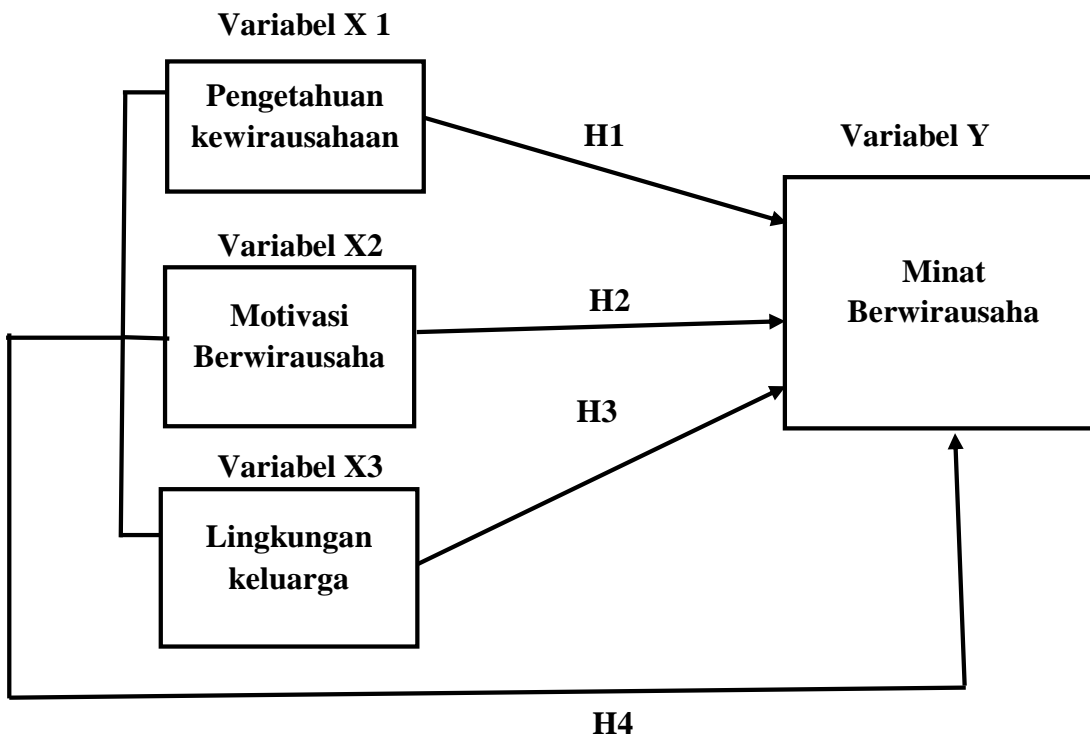 Variabel X 1
Pengetahuan
kewirausahaan
H1
Variabel Y
Variabel X2
Motivasi
Berwirausaha
H2
Minat
Berwirausaha
H3
Variabel X3
Lingkungan
keluarga
H4